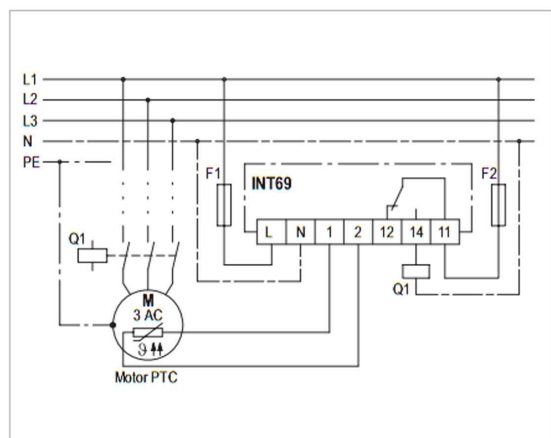 L1
L2
L3
N
PE
F1
INT69
F2
L N 1 2 12 14 11
Q1
Q1
M
3 AC
ϑ
Motor PTC